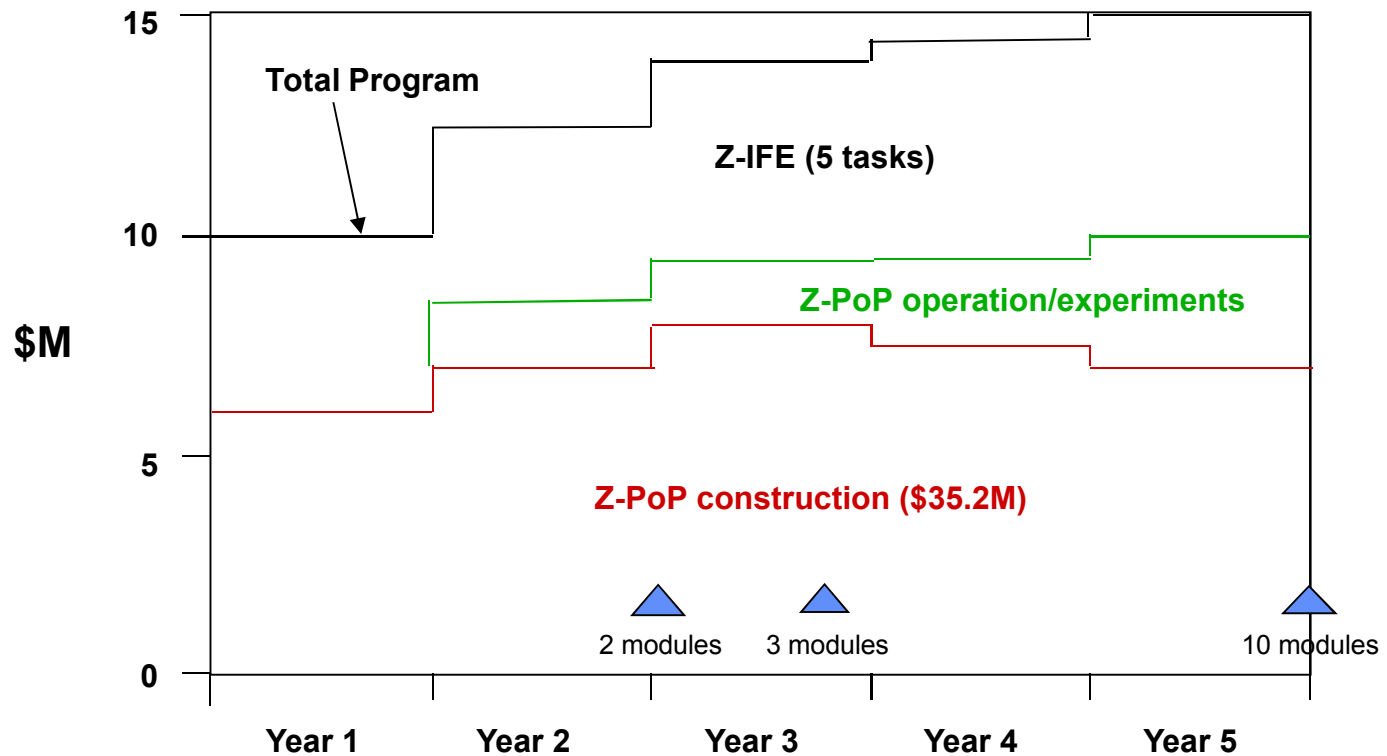 15
Total Program
Z-IFE (5 tasks)
10
Z-PoP operation/experiments
$M
5
Z-PoP construction ($35.2M)
2 modules 3 modules 10 modules
0
Year 1 Year 2 Year 3 Year 4 Year 5